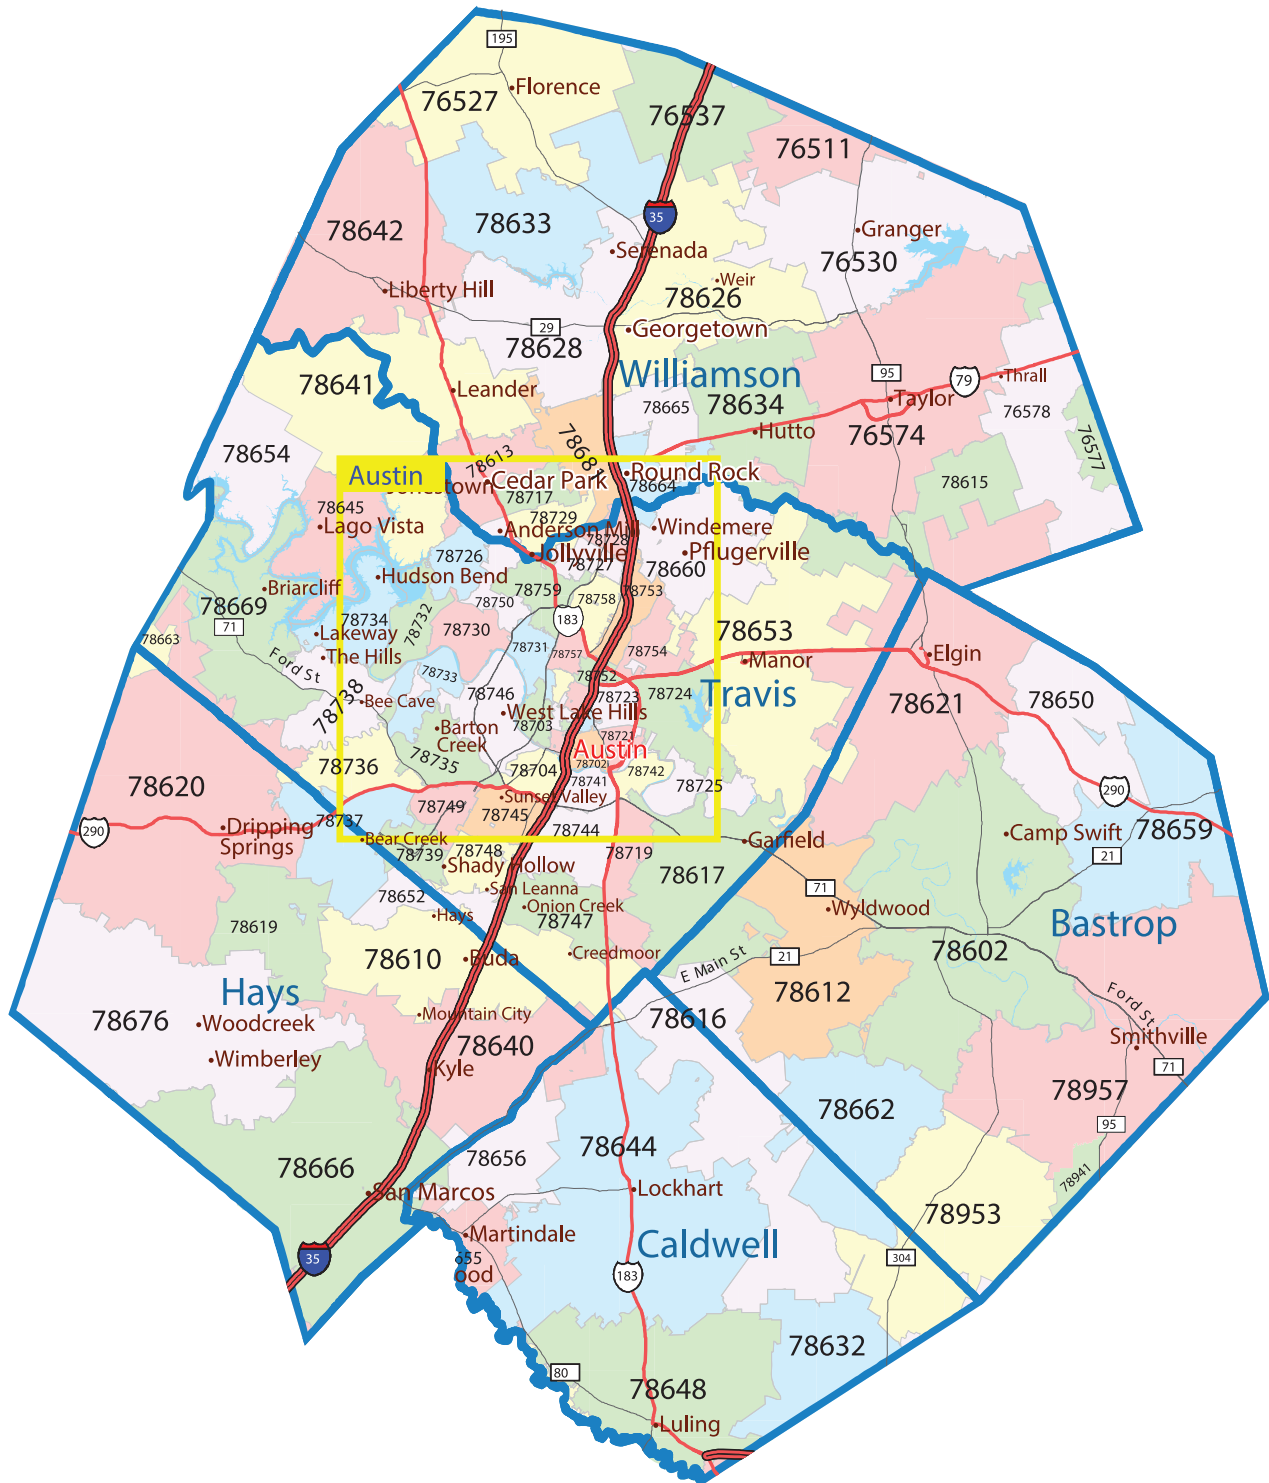 195
Florence
76527
76537
76511
35
78642
78633
Serenada
Granger
76530
Weir
Liberty Hill
78626
29
Georgetown
78628
Williamson
78641
Leander
95
79
Thrall
Taylor
78665
78634
76578
Hutto
76574
76577
78654
78681
78613
Austin
Cedar Park
Round Rock
78664
78615
78717
78645
Lago Vista
78729
Anderson Mill
Windemere
78728
Jollyville
Pflugerville
78726
78727
78660
Hudson Bend
Briarcliff
78759
78753
78669
78732
78750
78758
71
78734
183
78663
Lakeway
78730
78653
The Hills
78731
78757
78754
Manor
Elgin
Ford St
78733
78752
78738
Bee Cave
78746
78723
78724
Travis
78621
78650
West Lake Hills
Barton
Creek
78703
78721
Austin
78735
78736
78704
78702
78742
78620
78741
78725
Sunset Valley
290
78749
78745
78737
290
Dripping
Springs
Bear Creek
78744
Garfield
Camp Swift
78659
78739
78748
78719
21
Shady Hollow
78617
San Leanna
71
78652
Onion Creek
Wyldwood
Hays
78747
Bastrop
78619
78610
Buda
Creedmoor
E Main St
21
78602
Hays
78612
Ford St
78676
Woodcreek
Mountain City
78616
Smithville
Wimberley
78640
Kyle
71
78957
78662
95
78644
78656
78666
78941
San Marcos
Lockhart
78953
Martindale
Caldwell
35
655
ood
304
183
78632
80
78648
Luling